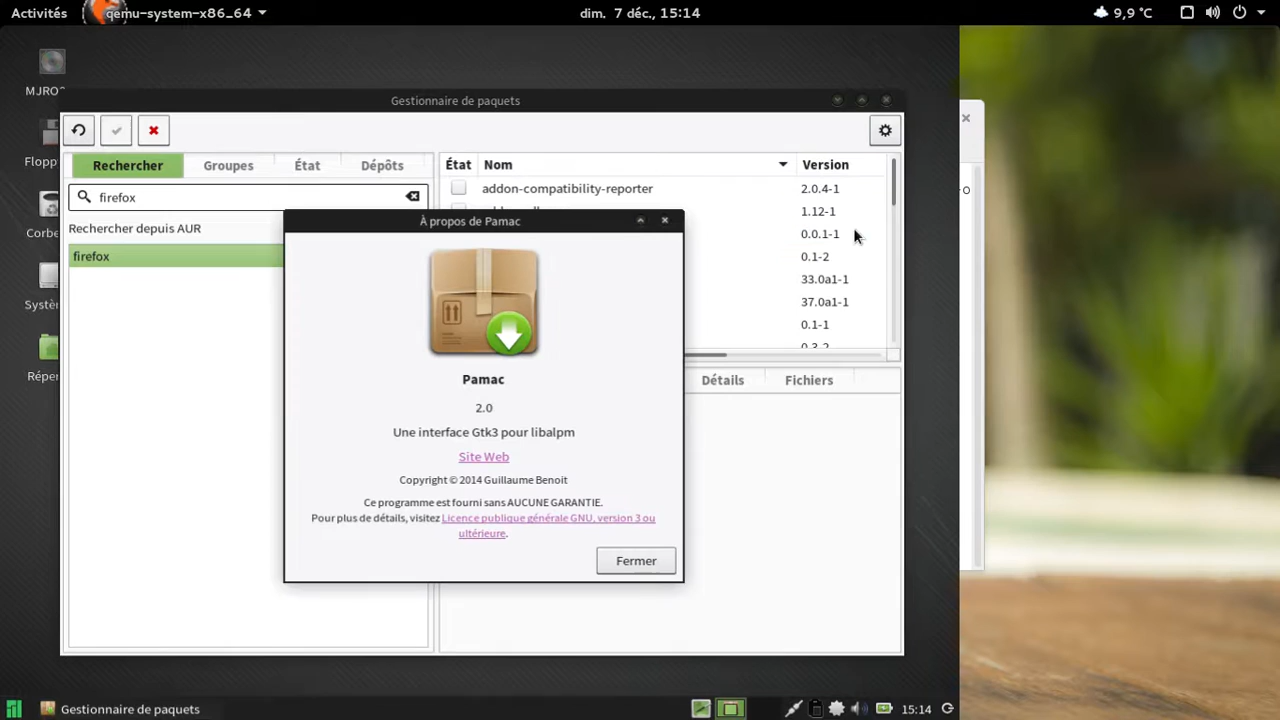 Activités
qemu-system-x86_64
dim. 7 déc., 15:14
9,9 °C
MJRO
Flopp
Corbe
Systè
Réper
Gestionnaire de paquets
Rechercher
Groupes
État
Dépôts
firefox
Rechercher depuis AUR
firefox
État
Nom
Version
addon-compatibility-reporter
2.0.4-1
1.12-1
0.0.1-1
0.1-2
33.0a1-1
37.0a1-1
0.1-1
0.3-2
Détails
Fichiers
À propos de Pamac
Pamac
2.0
Une interface Gtk3 pour libalpm
Site Web
Copyright © 2014 Guillaume Benoit
Ce programme est fourni sans AUCUNE GARANTIE.
Pour plus de détails, visitez Licence publique générale GNU, version 3 ou
ultérieure.
Fermer
Gestionnaire de paquets
15:14